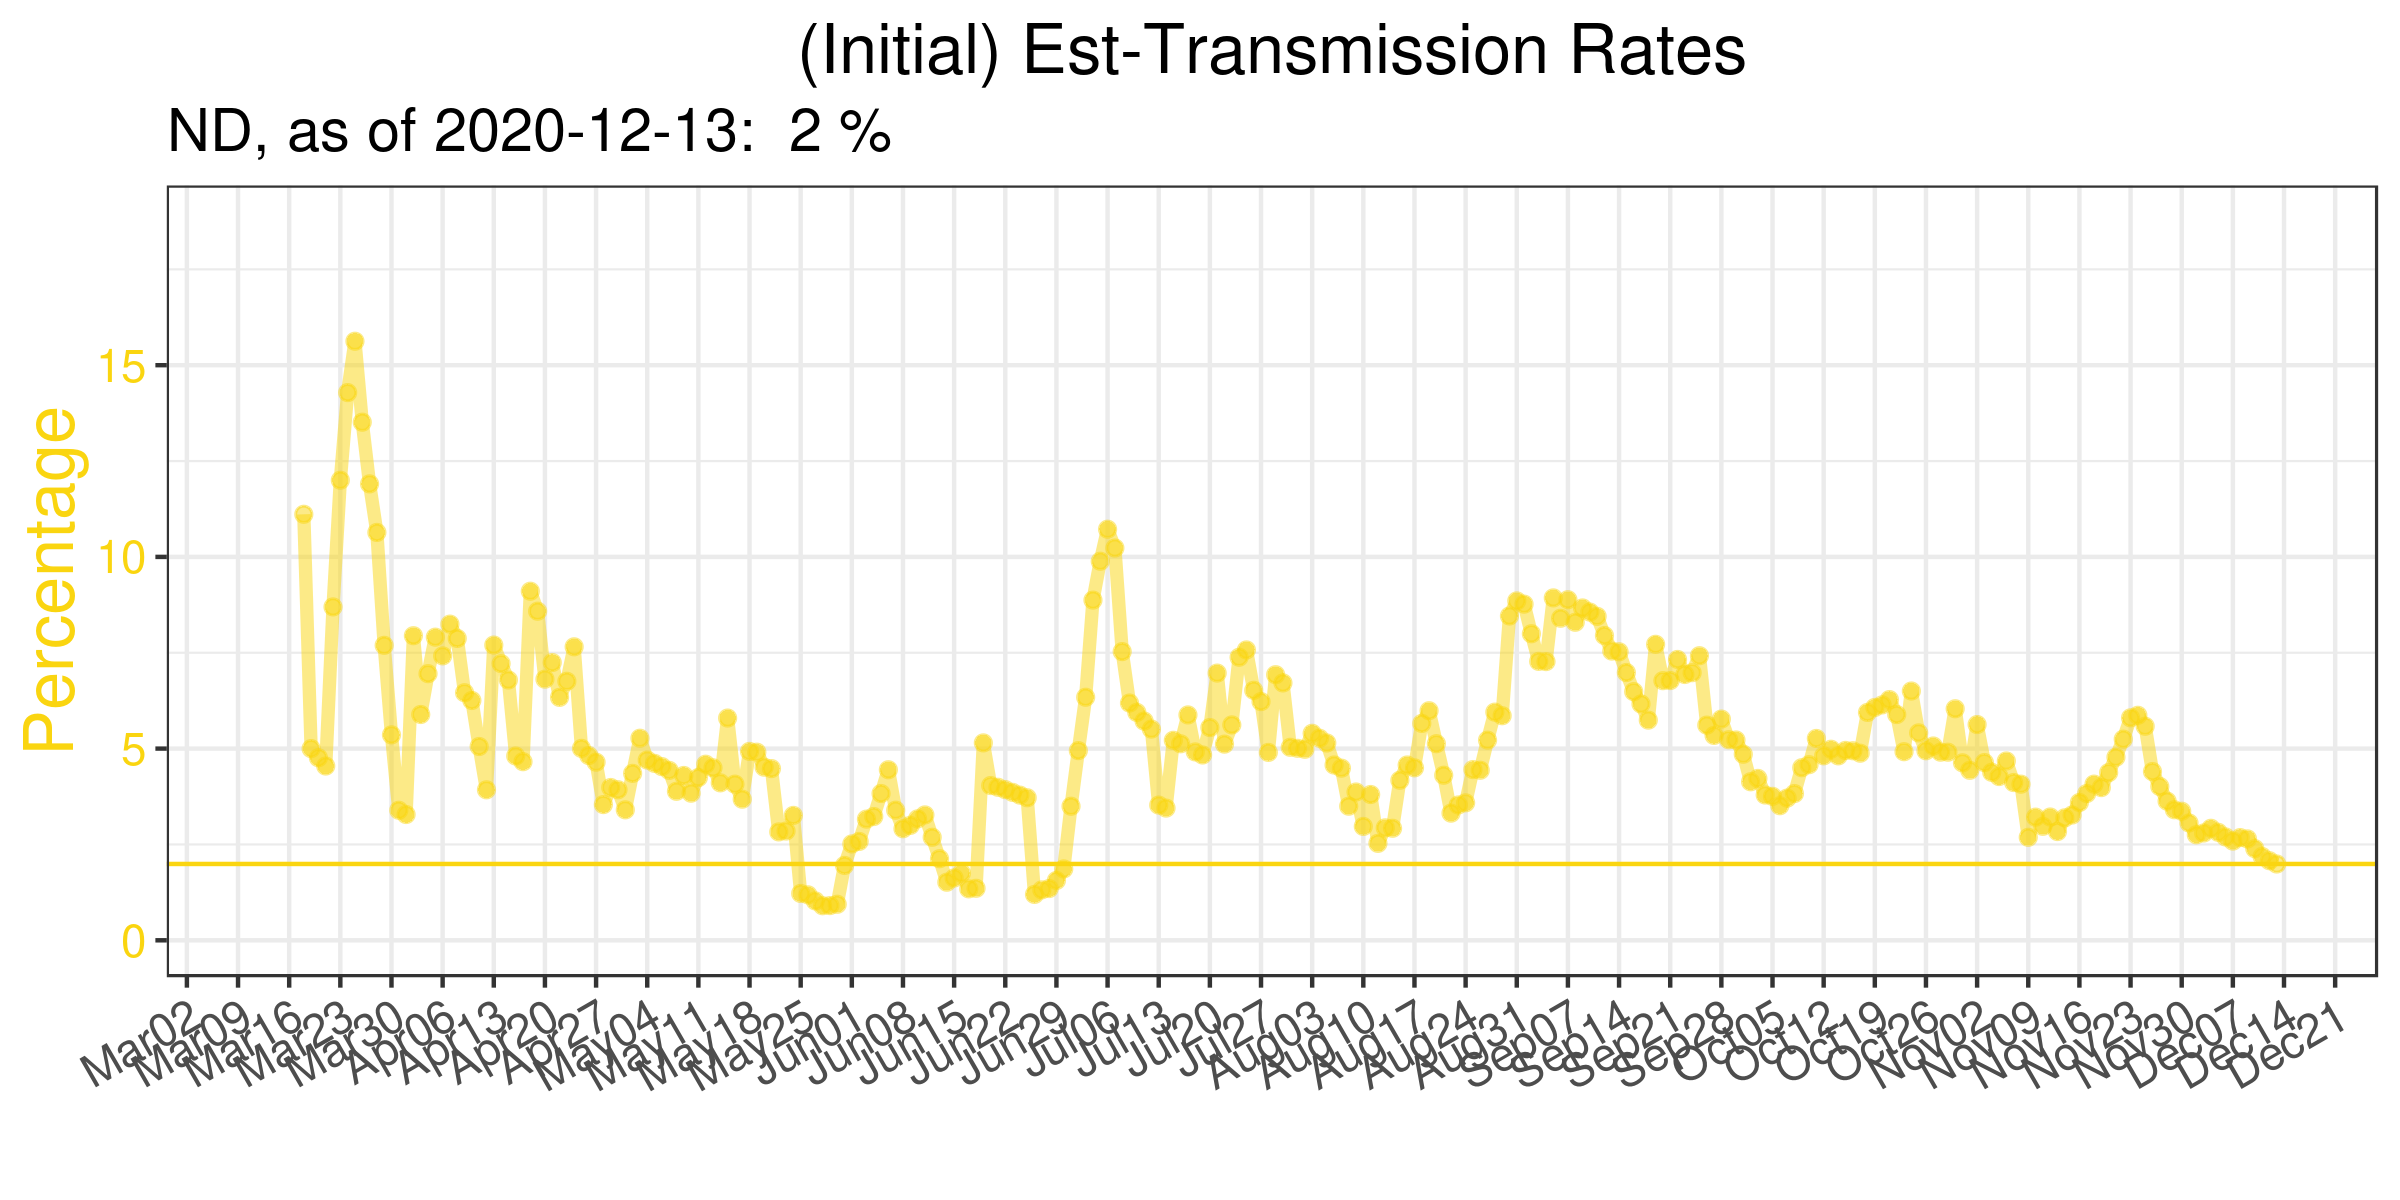 (Initial) Est-Transmission Rates
ND, as of 2020-12-13:  2 %
Percentage
15
10
5
0
Mar02
Mar09
Mar16
Mar23
Mar30
Apr06
Apr13
Apr20
Apr27
May04
May11
May18
May25
Jun01
Jun08
Jun15
Jun22
Jun29
Jul06
Jul13
Jul20
Jul27
Aug03
Aug10
Aug17
Aug24
Aug31
Sep07
Sep14
Sep21
Sep28
Oct05
Oct12
Oct19
Oct26
Nov02
Nov09
Nov16
Nov23
Nov30
Dec07
Dec14
Dec21